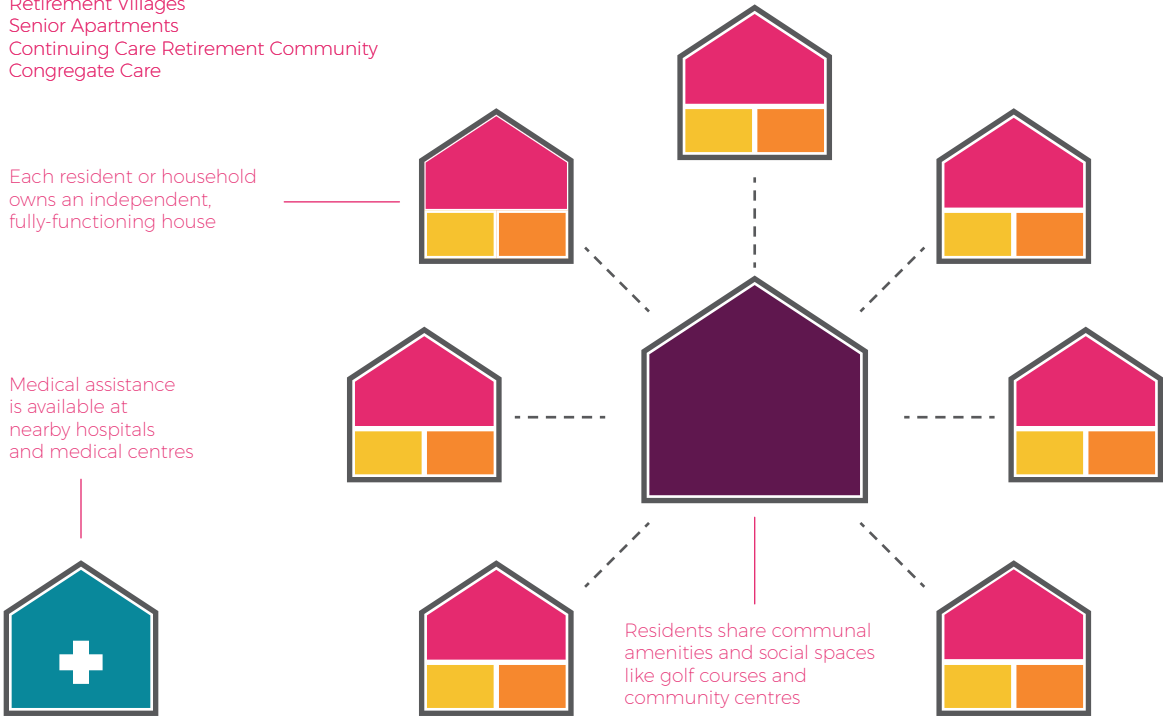 Retirement Villages
Senior Apartments
Continuing Care Retirement Community
Congregate Care
Each resident or household
owns an independent,
fully-functioning house
Medical assistance
is available at
nearby hospitals
and medical centres
Residents share communal
amenities and social spaces
like golf courses and
community centres